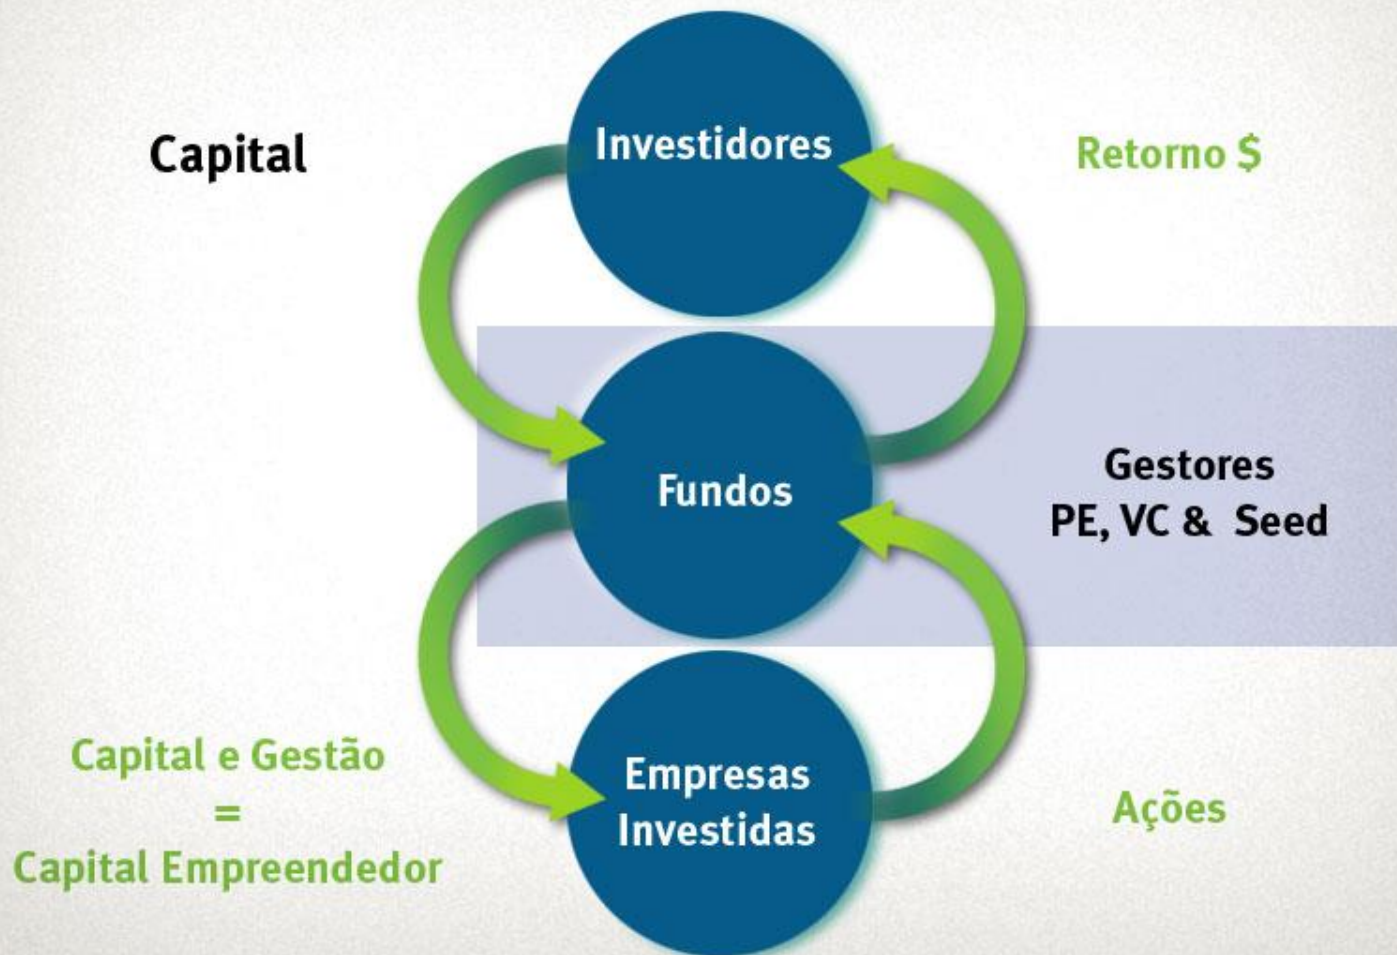 Capital
Investidores
Retorno $
Fundos
Gestores
PE, VC & Seed
Capital e Gestão
=
Capital Empreendedor
Empresas
Investidas
Ações